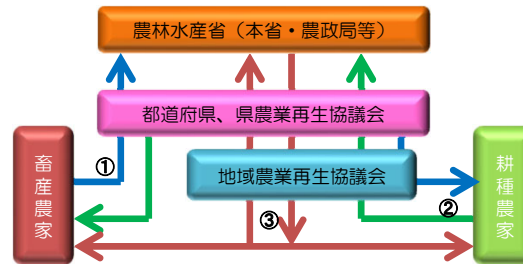 農林水産省（本省・農政局等）
都道府県、県農業再生協議会
①
地域農業再生協議会
畜産農家
耕種農家
②
③